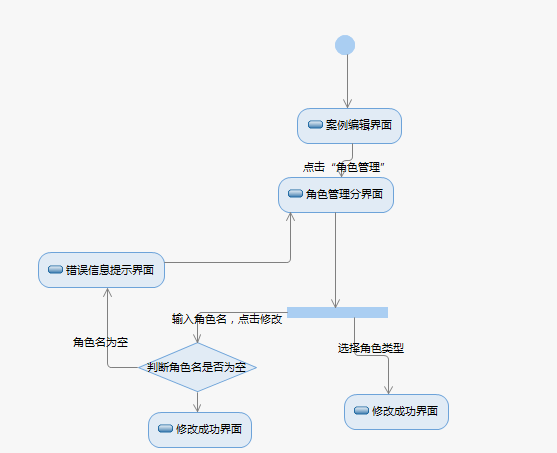 案例编辑界面
点击“角色管理”
角色管理分界面
错误信息提示界面
输入角色名，点击修改
角色名为空
选择角色类型
判断角色名是否为空
修改成功界面
修改成功界面